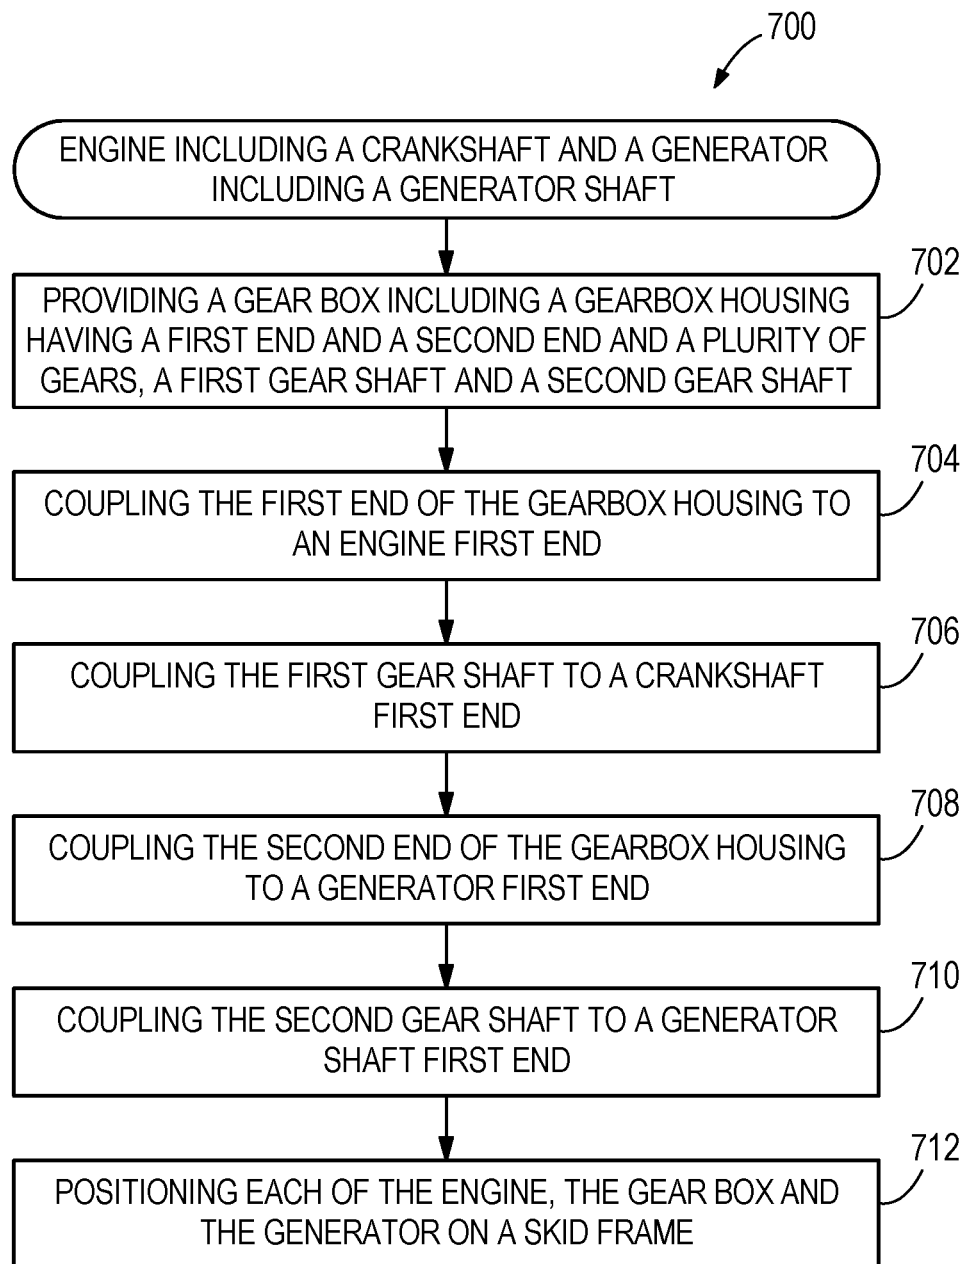 700
ENGINE INCLUDING A CRANKSHAFT AND A GENERATOR
INCLUDING A GENERATOR SHAFT
702
PROVIDING A GEAR BOX INCLUDING A GEARBOX HOUSING
HAVING A FIRST END AND A SECOND END AND A PLURITY OF
GEARS, A FIRST GEAR SHAFT AND A SECOND GEAR SHAFT
704
COUPLING THE FIRST END OF THE GEARBOX HOUSING TO
AN ENGINE FIRST END
706
COUPLING THE FIRST GEAR SHAFT TO A CRANKSHAFT
FIRST END
708
COUPLING THE SECOND END OF THE GEARBOX HOUSING
TO A GENERATOR FIRST END
710
COUPLING THE SECOND GEAR SHAFT TO A GENERATOR
SHAFT FIRST END
712
POSITIONING EACH OF THE ENGINE, THE GEAR BOX AND
THE GENERATOR ON A SKID FRAME